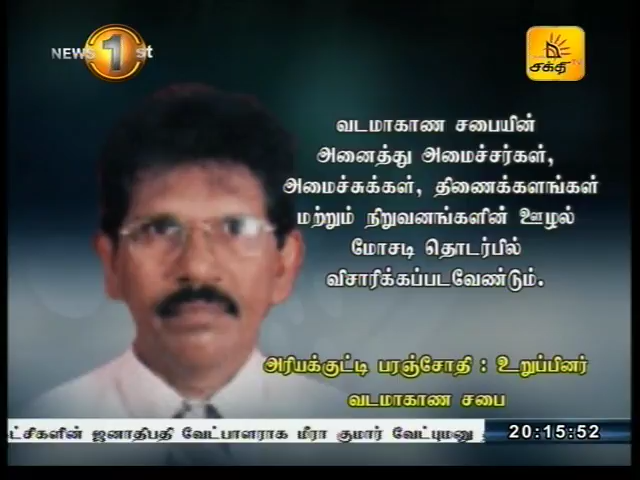 NEWS 1st
சக்தி TV
வடமாகாண சபையின்
அனைத்து அமைச்சர்கள்,
அமைச்சுக்கள், திணைக்களங்கள்
மற்றும் நிறுவனங்களின் ஊழல்
மோசடி தொடர்பில்
விசாரிக்கப்படவேண்டும்.
அரியக்குட்டி பரஞ்சோதி : உறுப்பினர்
வடமாகாண சபை
ட்சிகளின் ஜனாதிபதி வேட்பாளராக மீரா குமார் வேட்புமனு
20:15:52